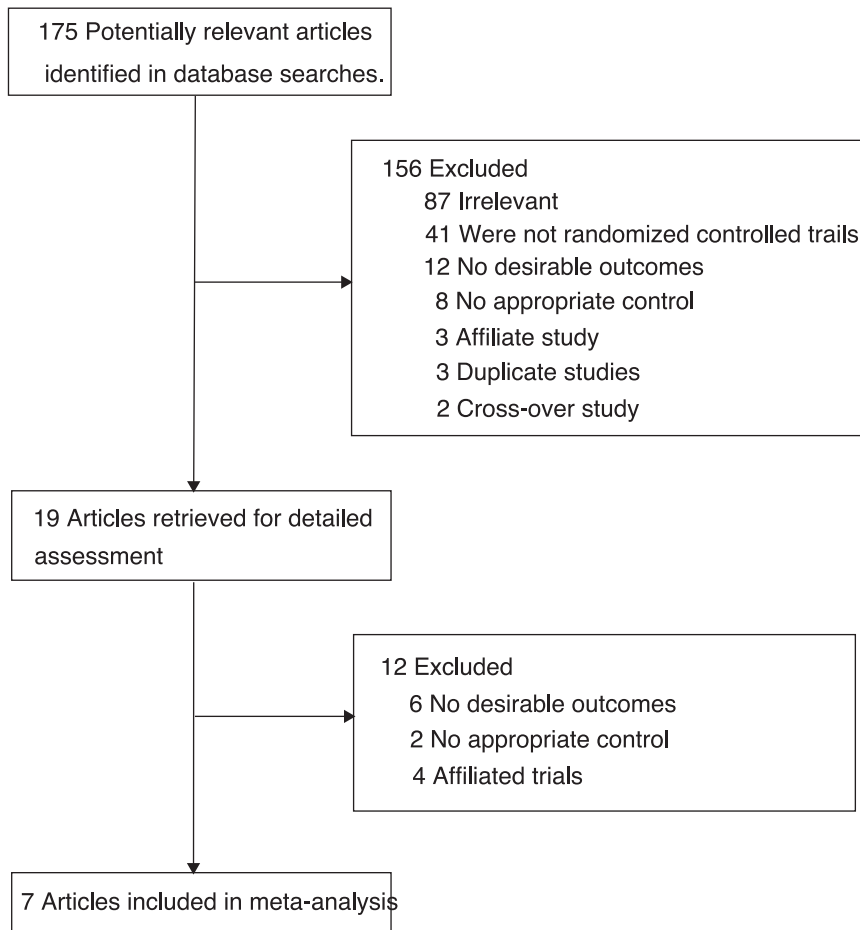 175 Potentially relevant articles
identified in database searches.
156 Excluded
87 Irrelevant
41 Were not randomized controlled trails
12 No desirable outcomes
8 No appropriate control
3 Affiliate study
3 Duplicate studies
2 Cross-over study
19 Articles retrieved for detailed
assessment
12 Excluded
6 No desirable outcomes
2 No appropriate control
4 Affiliated trials
7 Articles included in meta-analysis